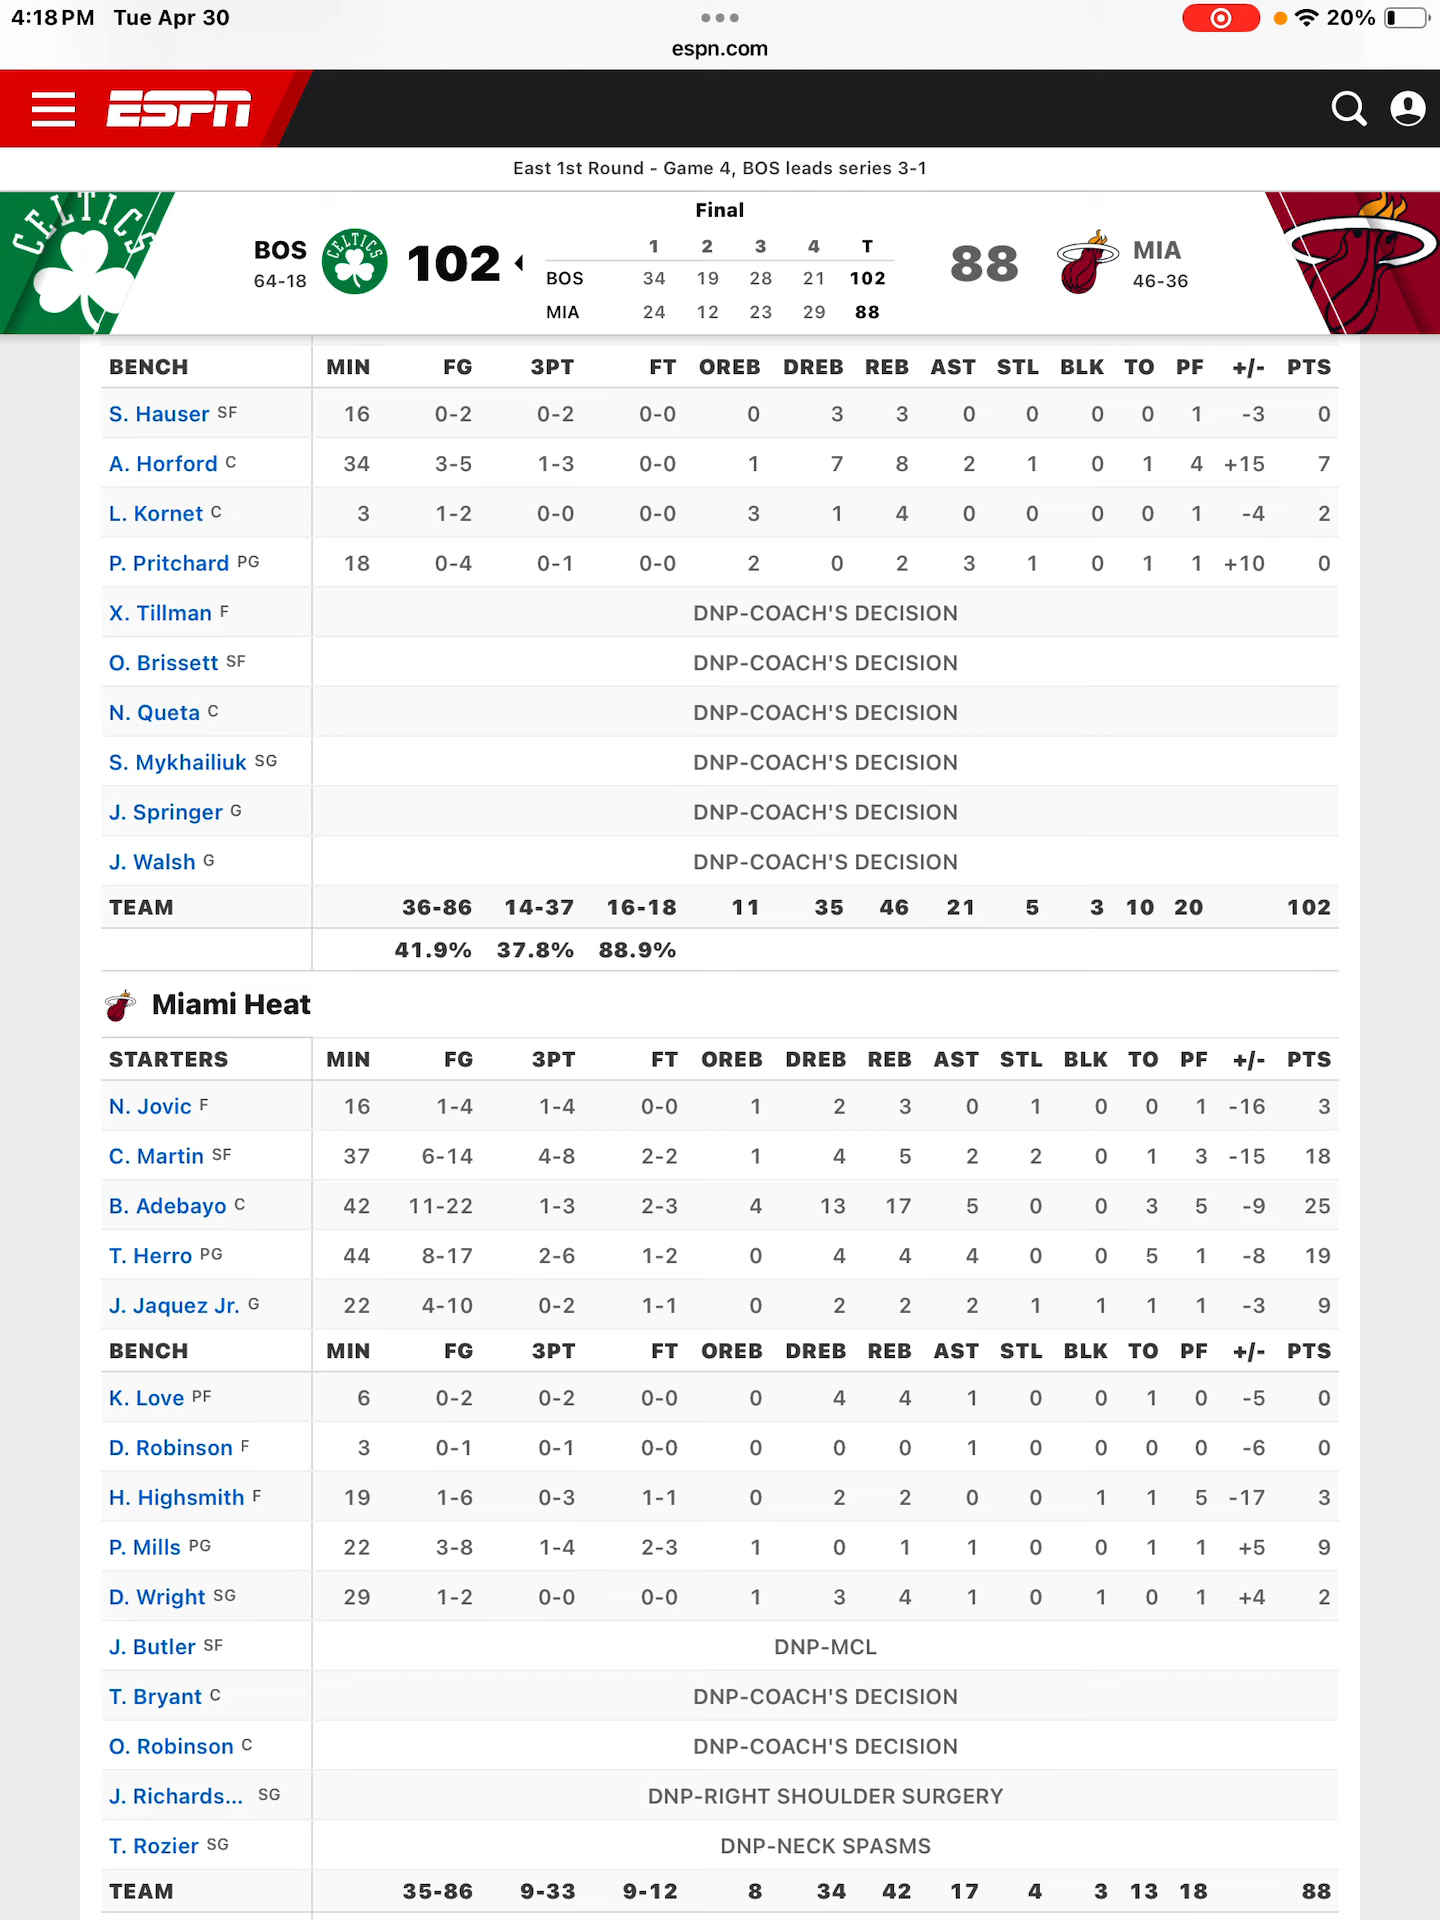 4:18 PM Tue Apr 30 20%
espn.com
ESPN
East 1st Round - Game 4, BOS leads series 3-1
CELTICS
Final
BOS 64-18 CELTICS 102 88 MIA 46-36
1 2 3 4 T
BOS 34 19 28 21 102
MIA 24 12 23 29 88
BENCH MIN FG 3PT FT OREB DREB REB AST STL BLK TO PF +/- PTS
S. Hauser SF 16 0-2 0-2 0-0 0 3 3 0 0 0 0 1 -3 0
A. Horford C 34 3-5 1-3 0-0 1 7 8 2 1 0 1 4 +15 7
L. Kornet C 3 1-2 0-0 0-0 3 1 4 0 0 0 0 1 -4 2
P. Pritchard PG 18 0-4 0-1 0-0 2 0 2 3 1 0 1 1 +10 0
X. Tillman F DNP-COACH'S DECISION
O. Brissett SF DNP-COACH'S DECISION
N. Queta C DNP-COACH'S DECISION
S. Mykhailiuk SG DNP-COACH'S DECISION
J. Springer G DNP-COACH'S DECISION
J. Walsh G DNP-COACH'S DECISION
TEAM 36-86 14-37 16-18 11 35 46 21 5 3 10 20 102
41.9% 37.8% 88.9%
Miami Heat
STARTERS MIN FG 3PT FT OREB DREB REB AST STL BLK TO PF +/- PTS
N. Jovic F 16 1-4 1-4 0-0 1 2 3 0 1 0 0 1 -16 3
C. Martin SF 37 6-14 4-8 2-2 1 4 5 2 2 0 1 3 -15 18
B. Adebayo C 42 11-22 1-3 2-3 4 13 17 5 0 0 3 5 -9 25
T. Herro PG 44 8-17 2-6 1-2 0 4 4 4 0 0 5 1 -8 19
J. Jaquez Jr. G 22 4-10 0-2 1-1 0 2 2 2 1 1 1 1 -3 9
BENCH MIN FG 3PT FT OREB DREB REB AST STL BLK TO PF +/- PTS
K. Love PF 6 0-2 0-2 0-0 0 4 4 1 0 0 1 0 -5 0
D. Robinson F 3 0-1 0-1 0-0 0 0 0 1 0 0 0 0 -6 0
H. Highsmith F 19 1-6 0-3 1-1 0 2 2 0 0 1 1 5 -17 3
P. Mills PG 22 3-8 1-4 2-3 1 0 1 1 0 0 1 1 +5 9
D. Wright SG 29 1-2 0-0 0-0 1 3 4 1 0 1 0 1 +4 2
J. Butler SF DNP-MCL
T. Bryant C DNP-COACH'S DECISION
O. Robinson C DNP-COACH'S DECISION
J. Richards... SG DNP-RIGHT SHOULDER SURGERY
T. Rozier SG DNP-NECK SPASMS
TEAM 35-86 9-33 9-12 8 34 42 17 4 3 13 18 88